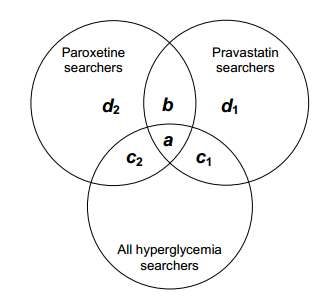 Paroxetine
searchers
Pravastatin
searchers
d2
b
d1
a
c2
c1
All hyperglycemia
searchers